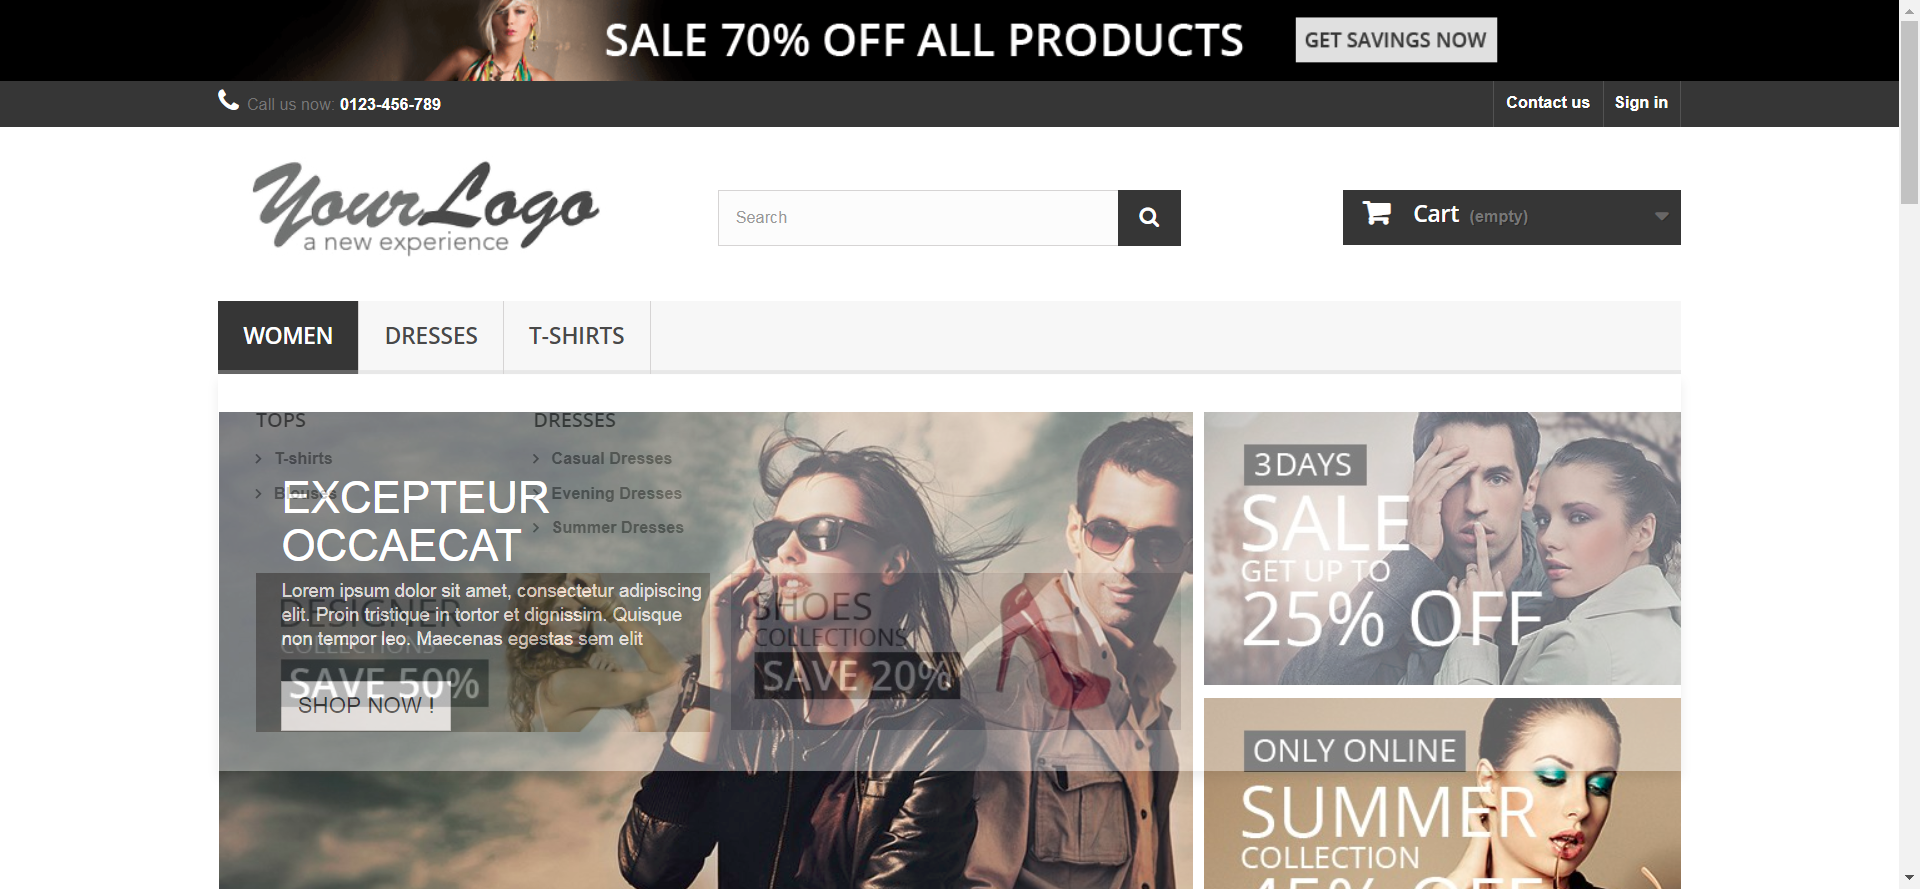 SALE 70% OFF ALL PRODUCTS
GET SAVINGS NOW
Call us now: 0123-456-789
Contact us
Sign in
YourLogo
a new experience
Search
Cart (empty)
WOMEN
DRESSES
T-SHIRTS
TOPS
T-shirts
Blouses
DRESSES
Casual Dresses
Evening Dresses
Summer Dresses
EXCEPTEUR
OCCAECAT
Lorem ipsum dolor sit amet, consectetur adipiscing
elit. Proin tristique in tortor et dignissim. Quisque
non tempor leo. Maecenas egestas sem elit
SHOP NOW !
DESIGNER
COLLECTIONS
SAVE 50%
SHOES
COLLECTIONS
SAVE 20%
3 DAYS
SALE
GET UP TO
25% OFF
ONLY ONLINE
SUMMER
COLLECTION
45% OFF